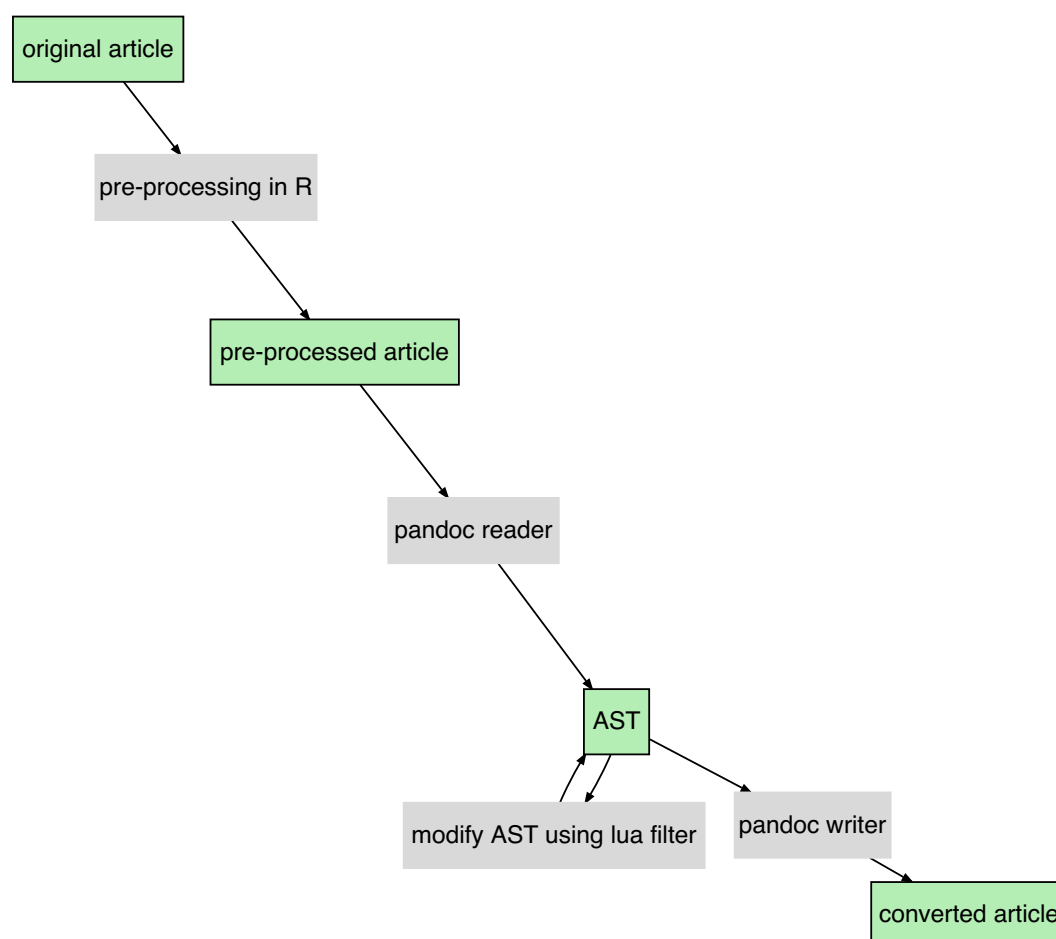 original article
pre-processing in R
pre-processed article
pandoc reader
AST
modify AST using lua filter
pandoc writer
converted article